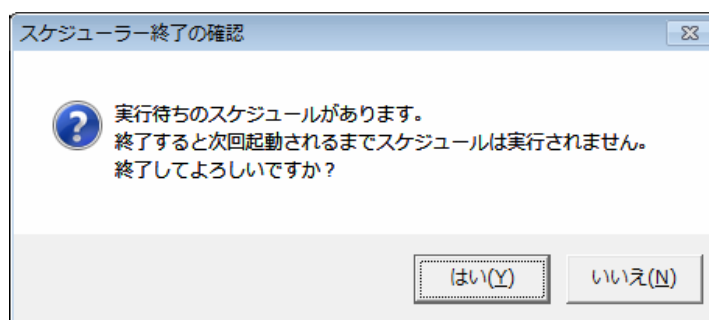 スケジューラー終了の確認
実行待ちのスケジュールがあります。
終了すると次回起動されるまでスケジュールは実行されません。
終了してよろしいですか？
はい(Y)
いいえ(N)